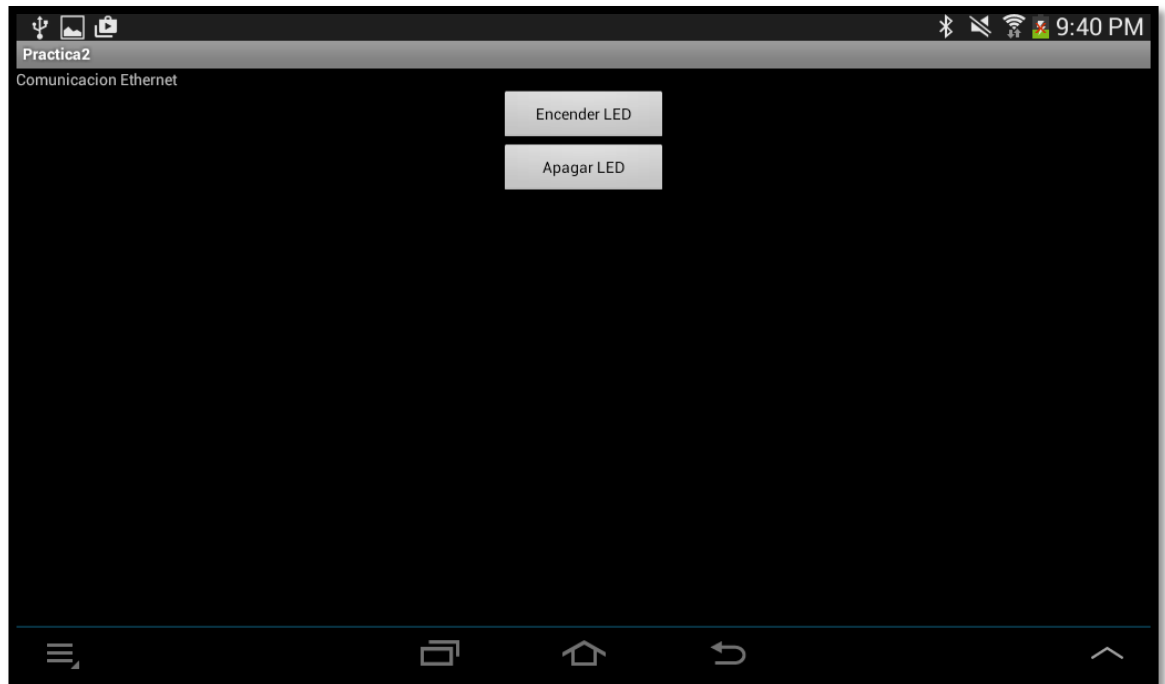 9:40 PM
Practica2
Comunicacion Ethernet
Encender LED
Apagar LED